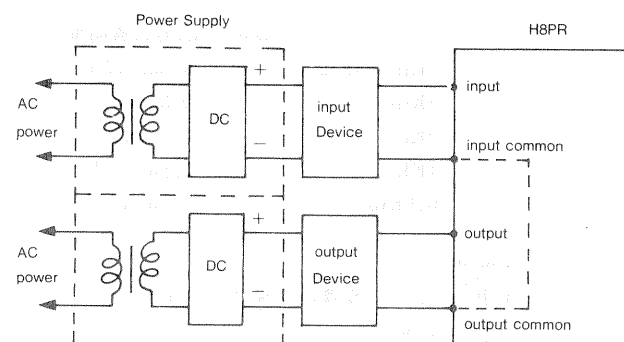 Power Supply
H8PR
AC
power
+
−
DC
input
Device
input
input common
AC
power
+
−
DC
output
Device
output
output common